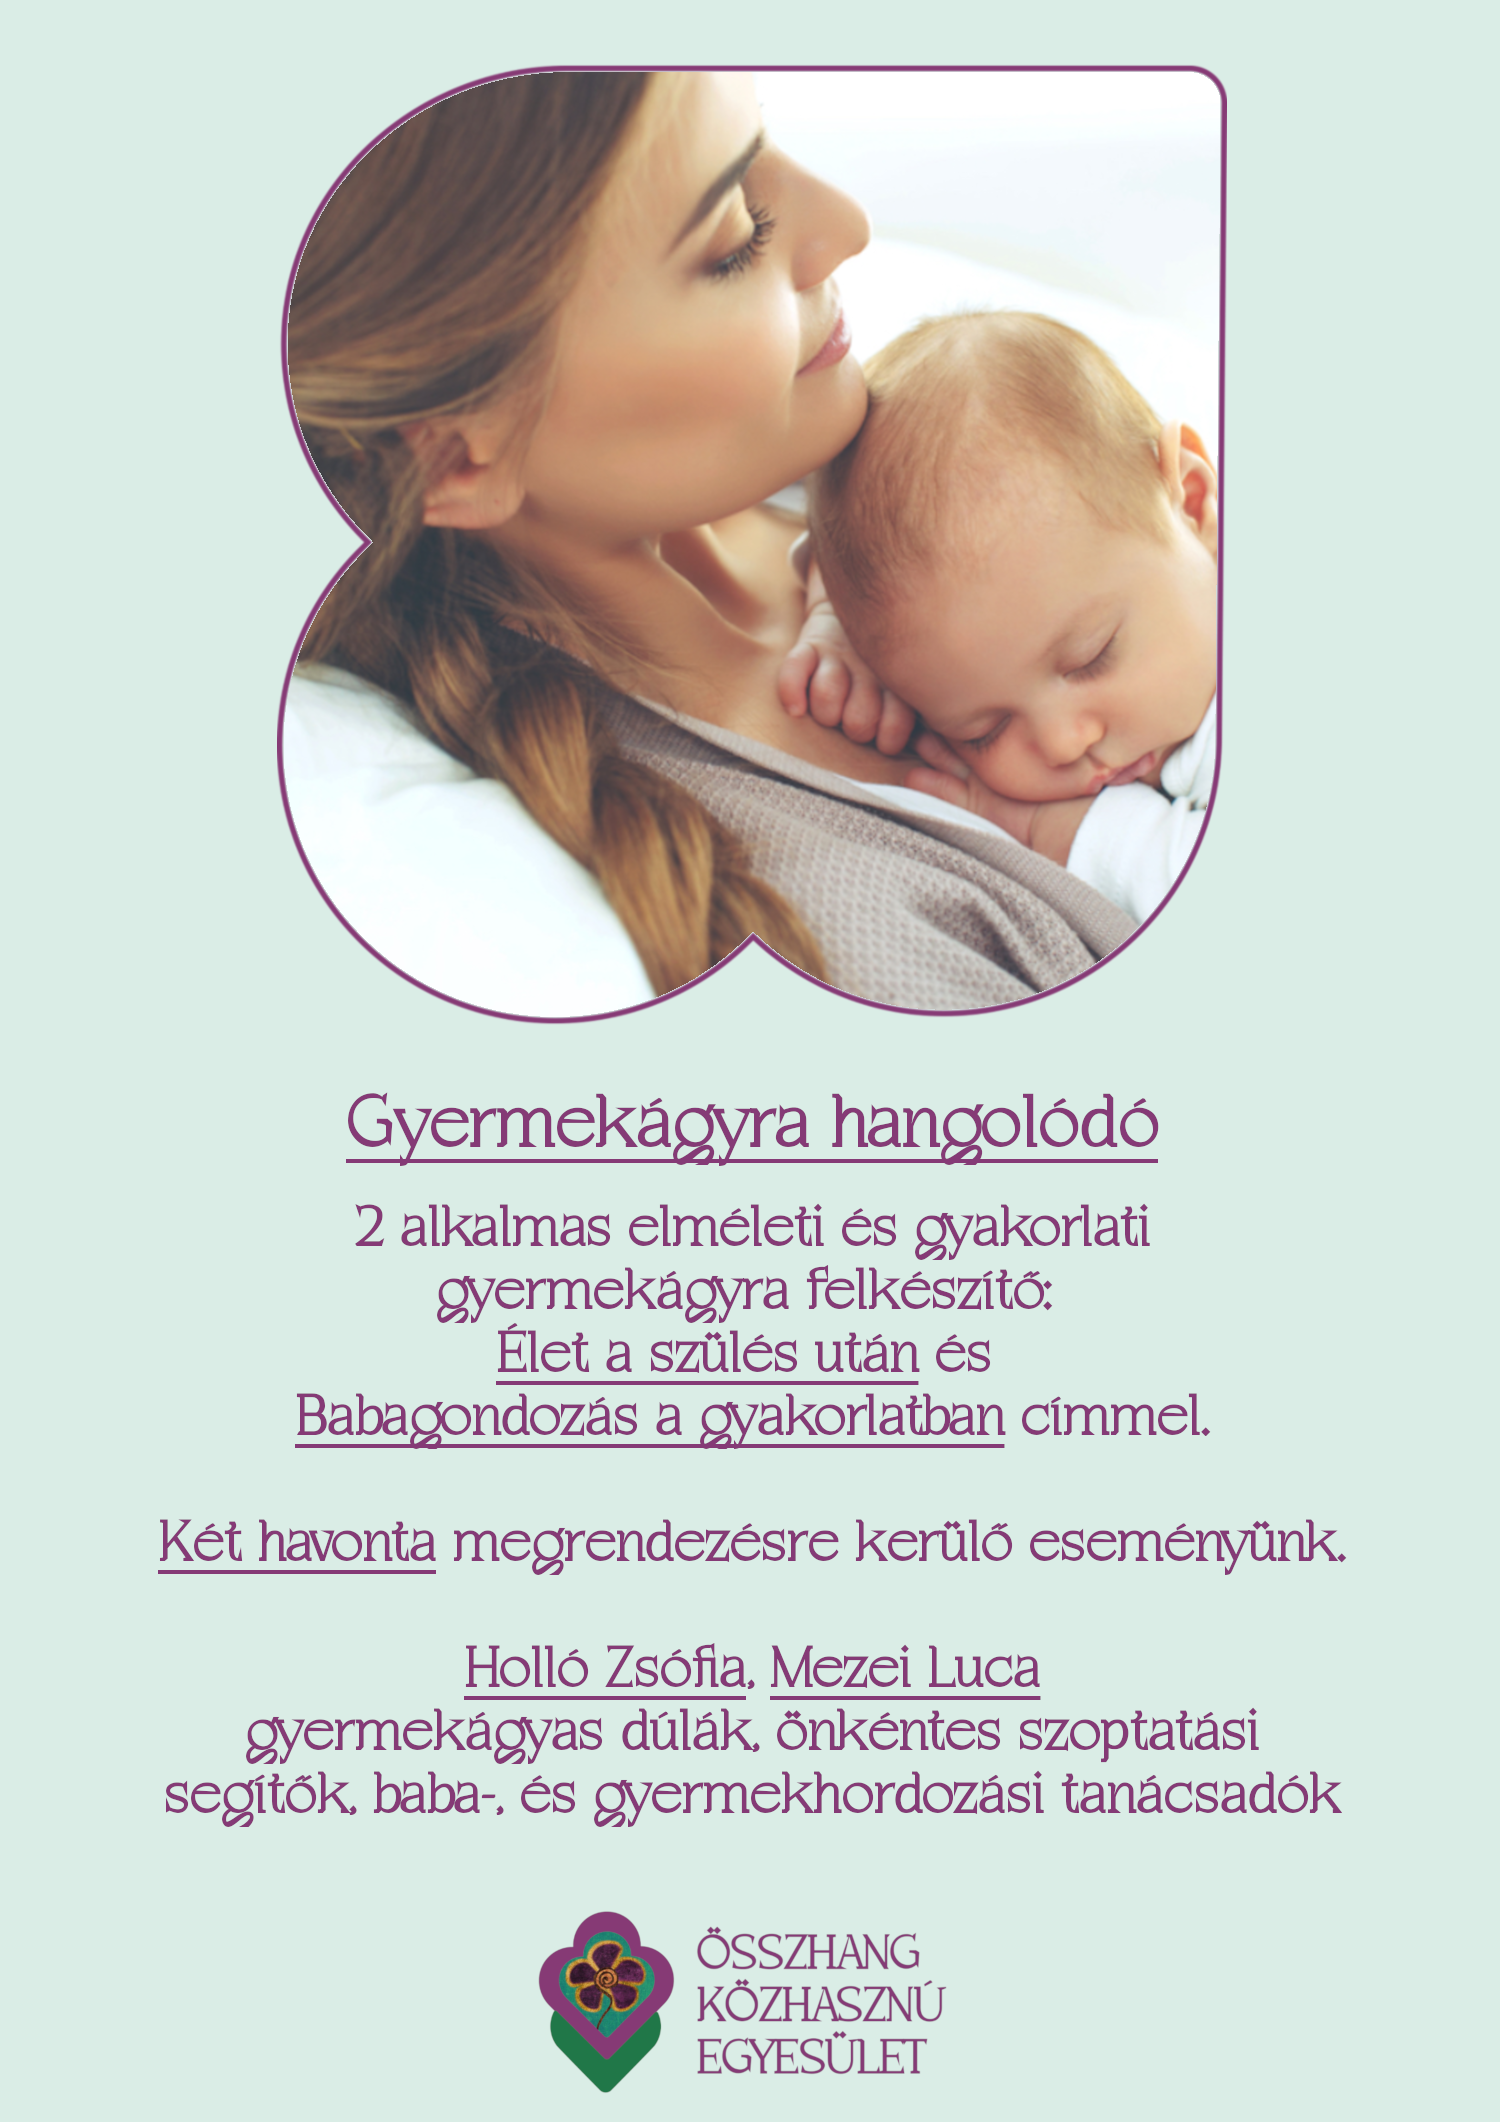 Gyermekágyra hangolódó
2 alkalmas elméleti és gyakorlati
gyermekágyra felkészítő:
Élet a szülés után és
Babagondozás a gyakorlatban címmel.
Két havonta megrendezésre kerülő eseményünk.
Holló Zsófia, Mezei Luca
gyermekágyas dúlák, önkéntes szoptatási
segítők, baba-, és gyermekhordozási tanácsadók
ÖSSZHANG
KÖZHASZNÚ
EGYESÜLET